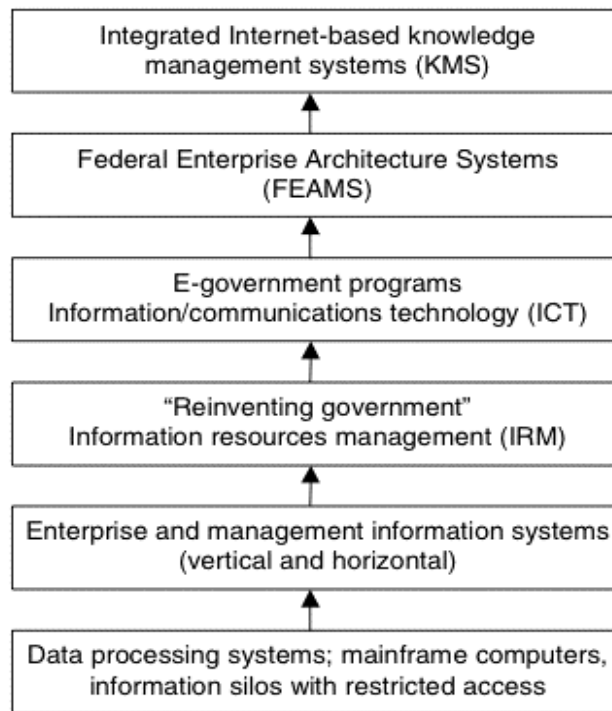 Integrated Internet-based knowledge
management systems (KMS)
Federal Enterprise Architecture Systems
(FEAMS)
E-government programs
Information/communications technology (ICT)
“Reinventing government”
Information resources management (IRM)
Enterprise and management information systems
(vertical and horizontal)
Data processing systems; mainframe computers,
information silos with restricted access